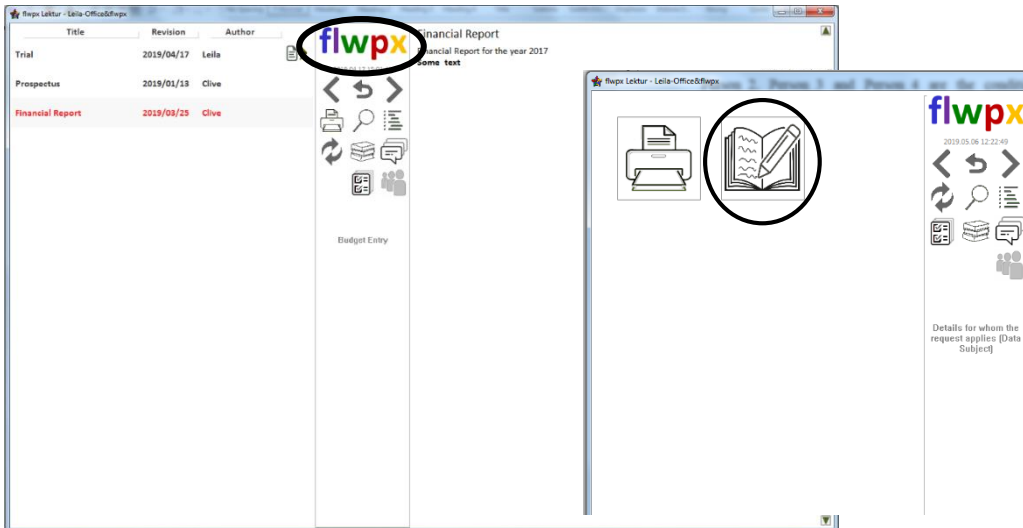 flwpx Lektur - Leila-Office&flwpx
Title Revision Author
Trial 2019/04/17 Leila
Prospectus 2019/01/13 Clive
Financial Report 2019/03/25 Clive
flwpx
Budget Entry
Financial Report
Financial Report for the year 2017
Some text
flwpx Lektur - Leila-Office&flwpx
flwpx
2019.05.06 12:22:49
Details for whom the
request applies (Data
Subject)